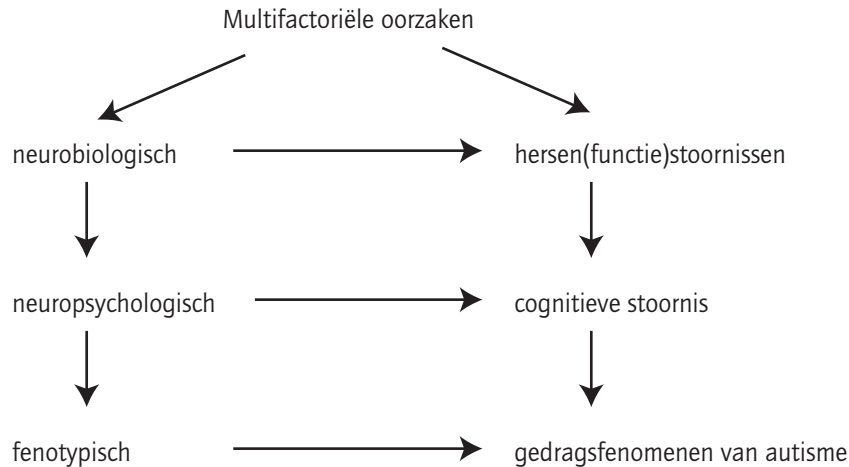 Multifactoriële oorzaken
neurobiologisch
hersen(functie)stoornissen
neuropsychologisch
cognitieve stoornis
fenotypisch
gedragsfenomenen van autisme